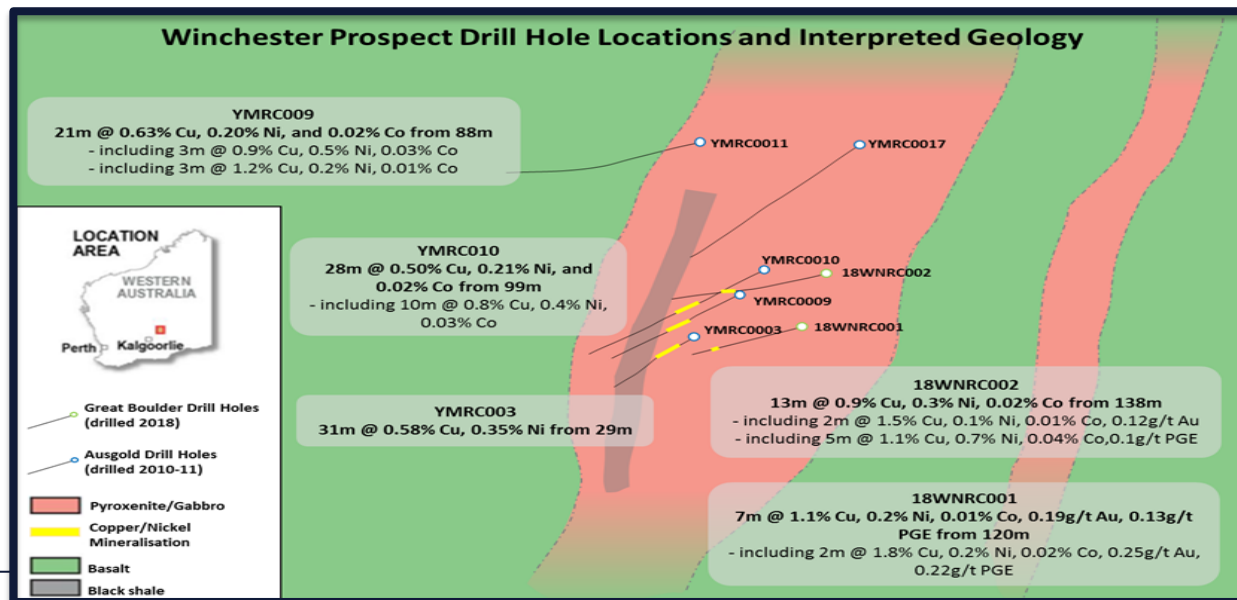 Winchester Prospect Drill Hole Locations and Interpreted Geology
YMRC009
21m @ 0.63% Cu, 0.20% Ni, and 0.02% Co from 88m
- including 3m @ 0.9% Cu, 0.5% Ni, 0.03% Co
- including 3m @ 1.2% Cu, 0.2% Ni, 0.01% Co
YMRC0011
YMRC0017
YMRC010
28m @ 0.50% Cu, 0.21% Ni, and
0.02% Co from 99m
- including 10m @ 0.8% Cu, 0.4% Ni,
0.03% Co
YMRC0010
18WNRC002
YMRC0009
YMRC0003
18WNRC001
LOCATION
AREA
WESTERN
AUSTRALIA
Perth
Kalgoorlie
YMRC003
31m @ 0.58% Cu, 0.35% Ni from 29m
18WNRC002
13m @ 0.9% Cu, 0.3% Ni, 0.02% Co from 138m
- including 2m @ 1.5% Cu, 0.1% Ni, 0.01% Co, 0.12g/t Au
- including 5m @ 1.1% Cu, 0.7% Ni, 0.04% Co,0.1g/t PGE
18WNRC001
7m @ 1.1% Cu, 0.2% Ni, 0.01% Co, 0.19g/t Au, 0.13g/t
PGE from 120m
- including 2m @ 1.8% Cu, 0.2% Ni, 0.02% Co, 0.25g/t Au,
0.22g/t PGE
Great Boulder Drill Holes
(drilled 2018)
Ausgold Drill Holes
(drilled 2010-11)
Pyroxenite/Gabbro
Copper/Nickel
Mineralisation
Basalt
Black shale